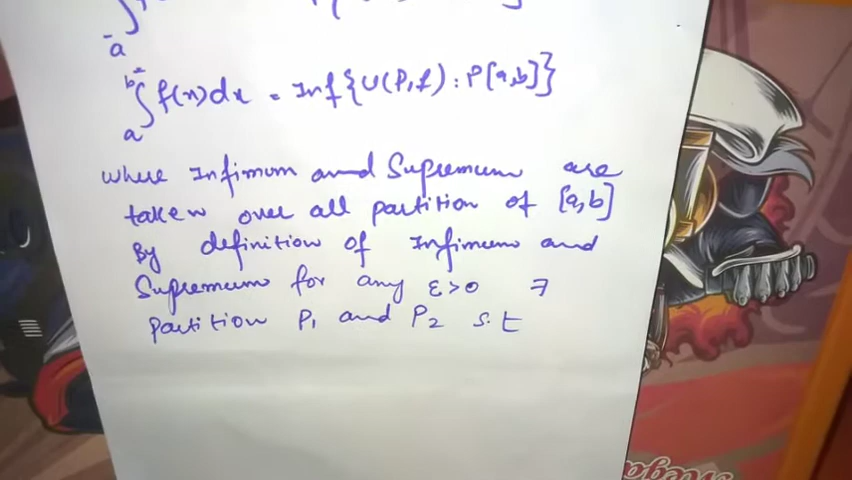 ∫f(x)dx = Inf{U(P,f) : P[a,b]}
where Infimum and Supremum are
taken over all partition of [a,b]
By definition of Infimum and
Supremum for any ε>0 ∃
Partition P₁ and P₂ s.t